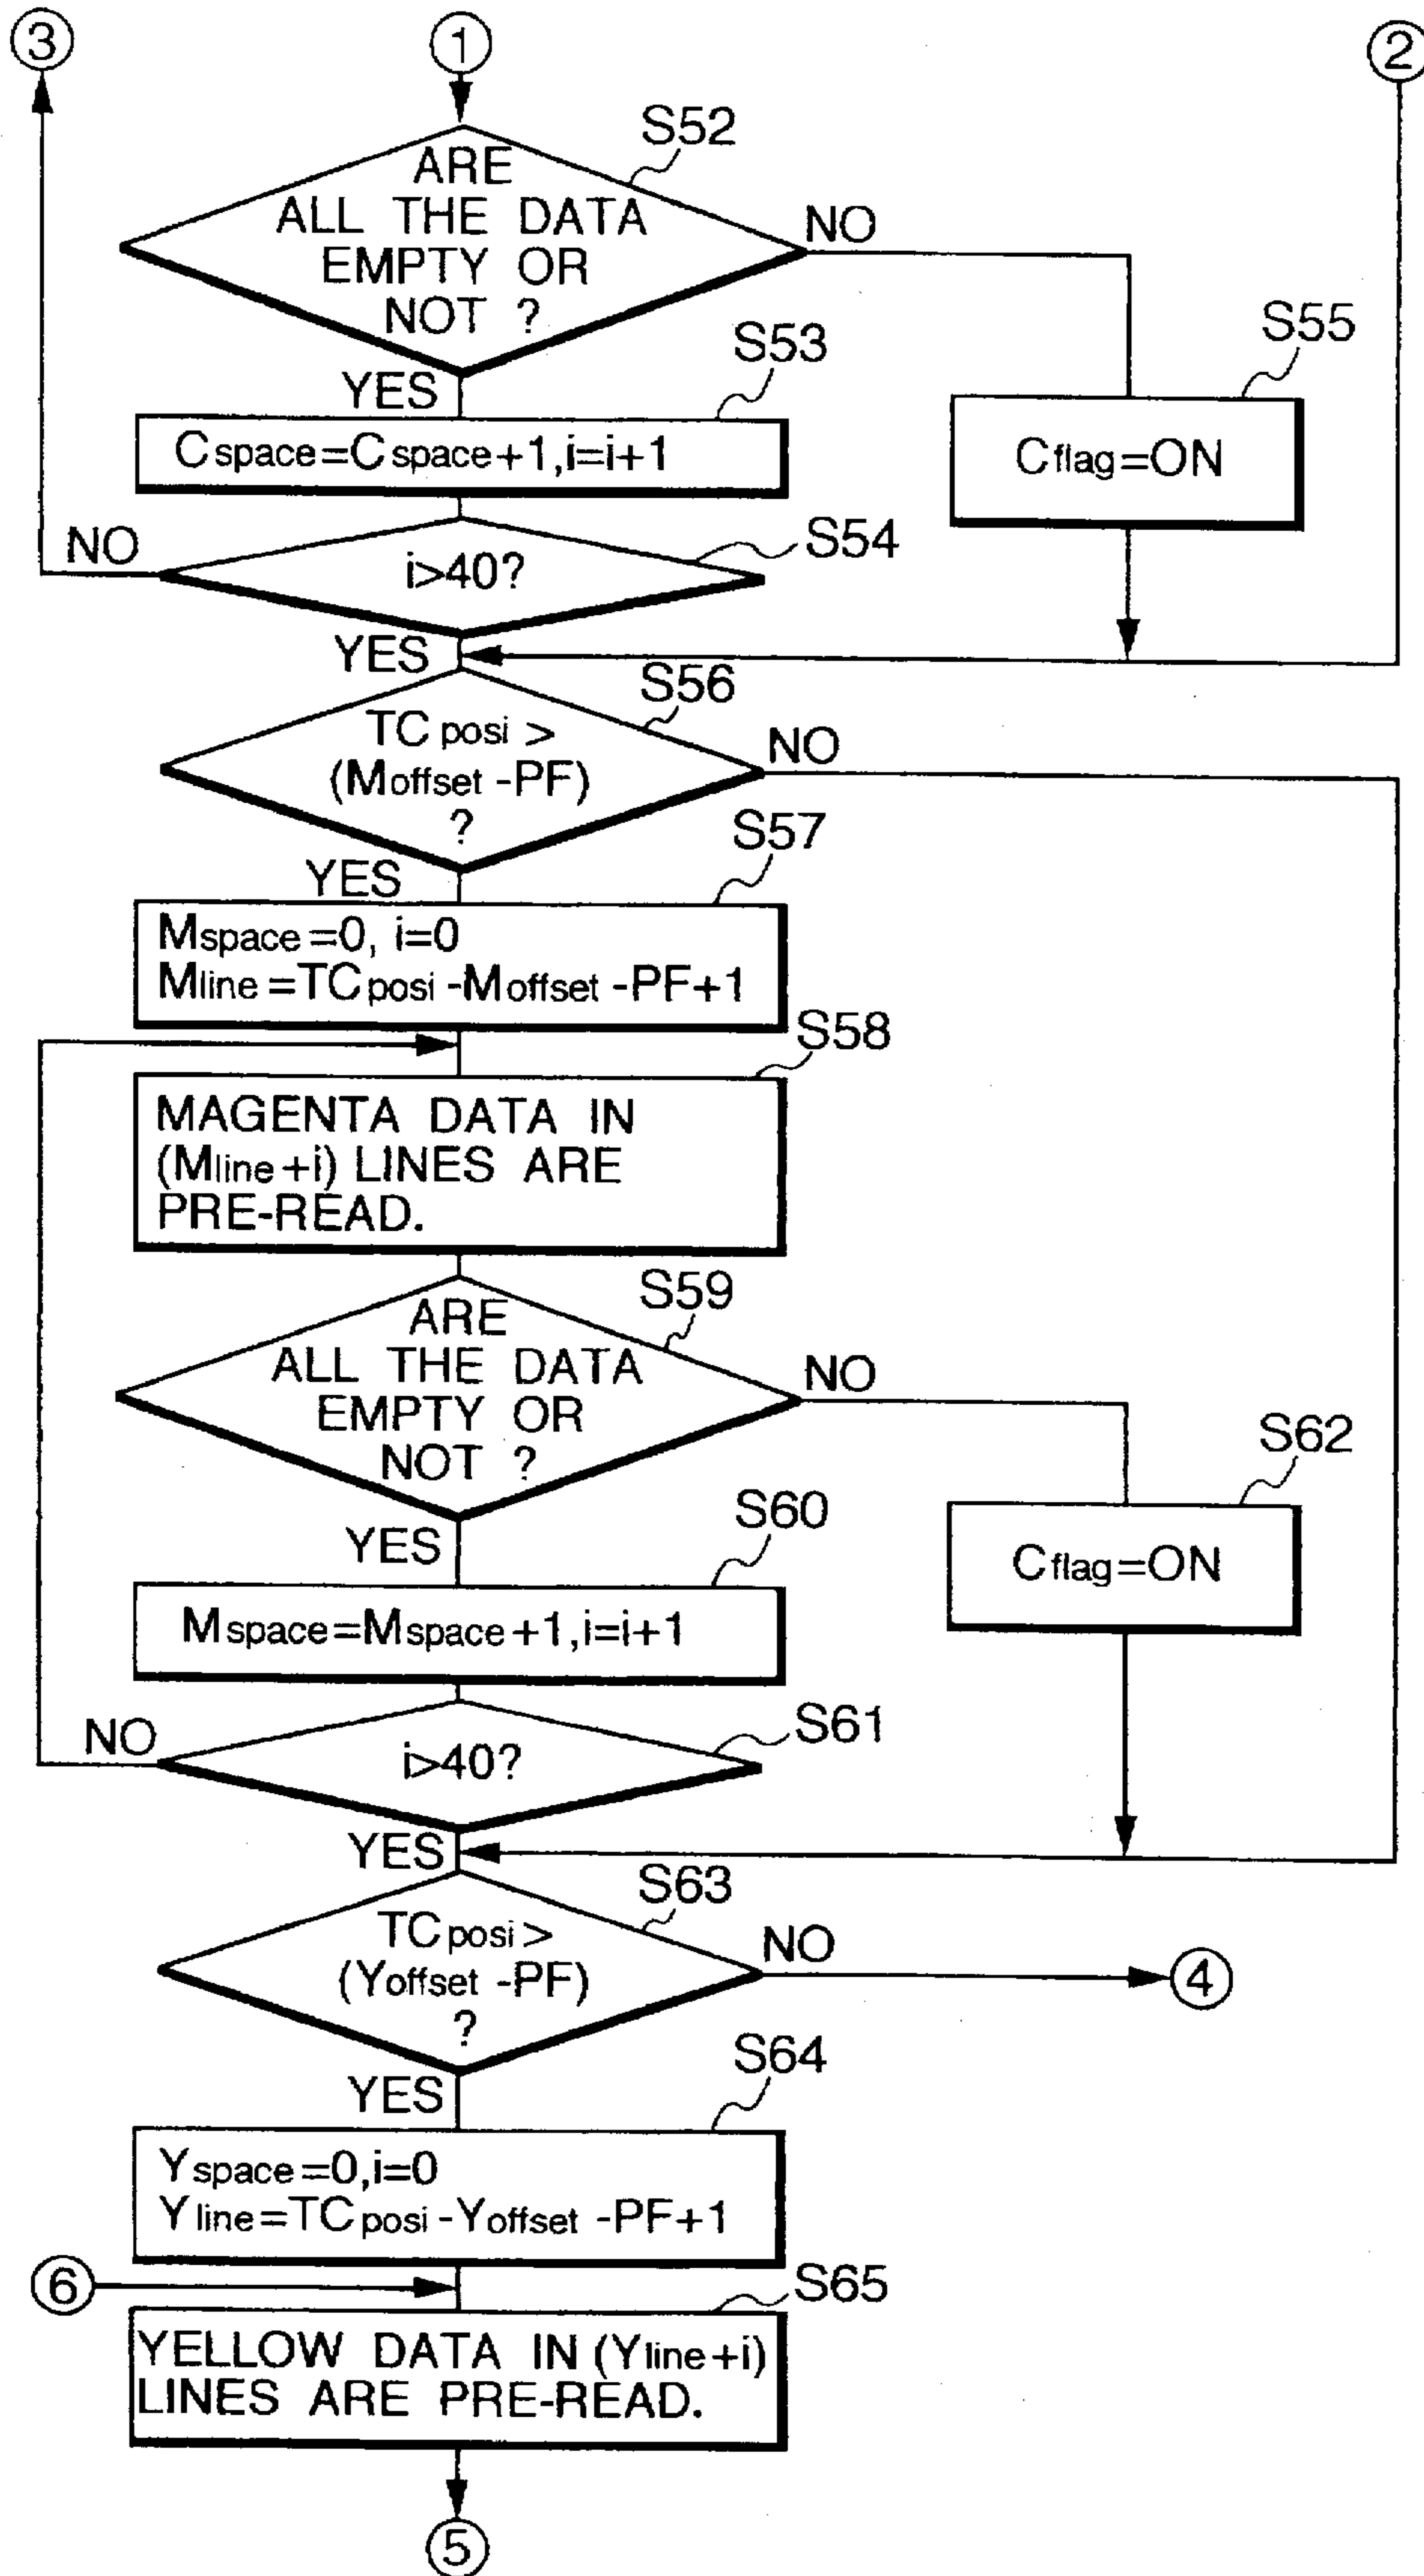 ③
①
②
S52
ARE
ALL THE DATA
EMPTY OR
NOT ?
NO
YES
S53
Cspace=Cspace+1,i=i+1
S55
Cflag=ON
S54
i>40?
NO
YES
S56
TCposi >
(Moffset -PF)
?
NO
YES
S57
Mspace =0, i=0
Mline =TCposi -Moffset -PF+1
S58
MAGENTA DATA IN
(Mline +i) LINES ARE
PRE-READ.
S59
ARE
ALL THE DATA
EMPTY OR
NOT ?
NO
YES
S60
Mspace=Mspace +1,i=i+1
S62
Cflag=ON
S61
i>40?
NO
YES
S63
TCposi >
(Yoffset -PF)
?
NO
④
YES
S64
Yspace =0,i=0
Yline =TCposi -Yoffset -PF+1
⑥
S65
YELLOW DATA IN (Yline +i)
LINES ARE PRE-READ.
⑤